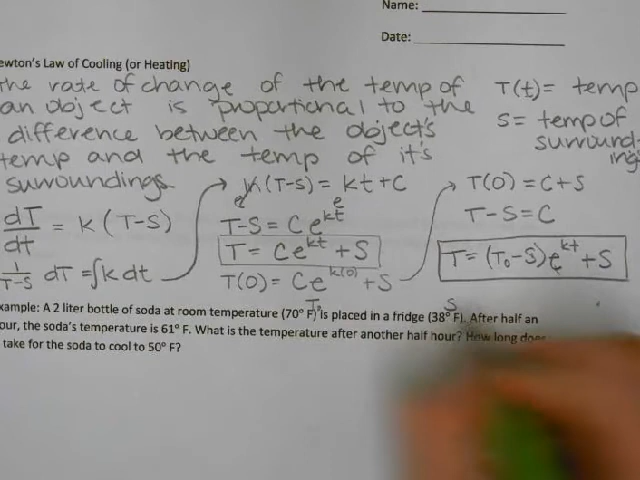 Name:
Date:
ewton's Law of Cooling (or Heating)
the rate of change of the temp of
an object is proportional to the
difference between the object's
temp and the temp of it's
surroundings.
T(t) = temp
S = temp of
surround
ings
dT/dt = K(T-S)
1/T-S dT = ∫k dt
(T-S) = kt + C
T-S = Ce^kt
T = Ce^kt + S
T(0) = Ce^k(0) + S
T(0) = C + S
T - S = C
T = (T₀-S)e^kt + S
T₀ S
xample: A 2 liter bottle of soda at room temperature (70° F) is placed in a fridge (38° F). After half an
our, the soda's temperature is 61° F. What is the temperature after another half hour? How long does
take for the soda to cool to 50° F?